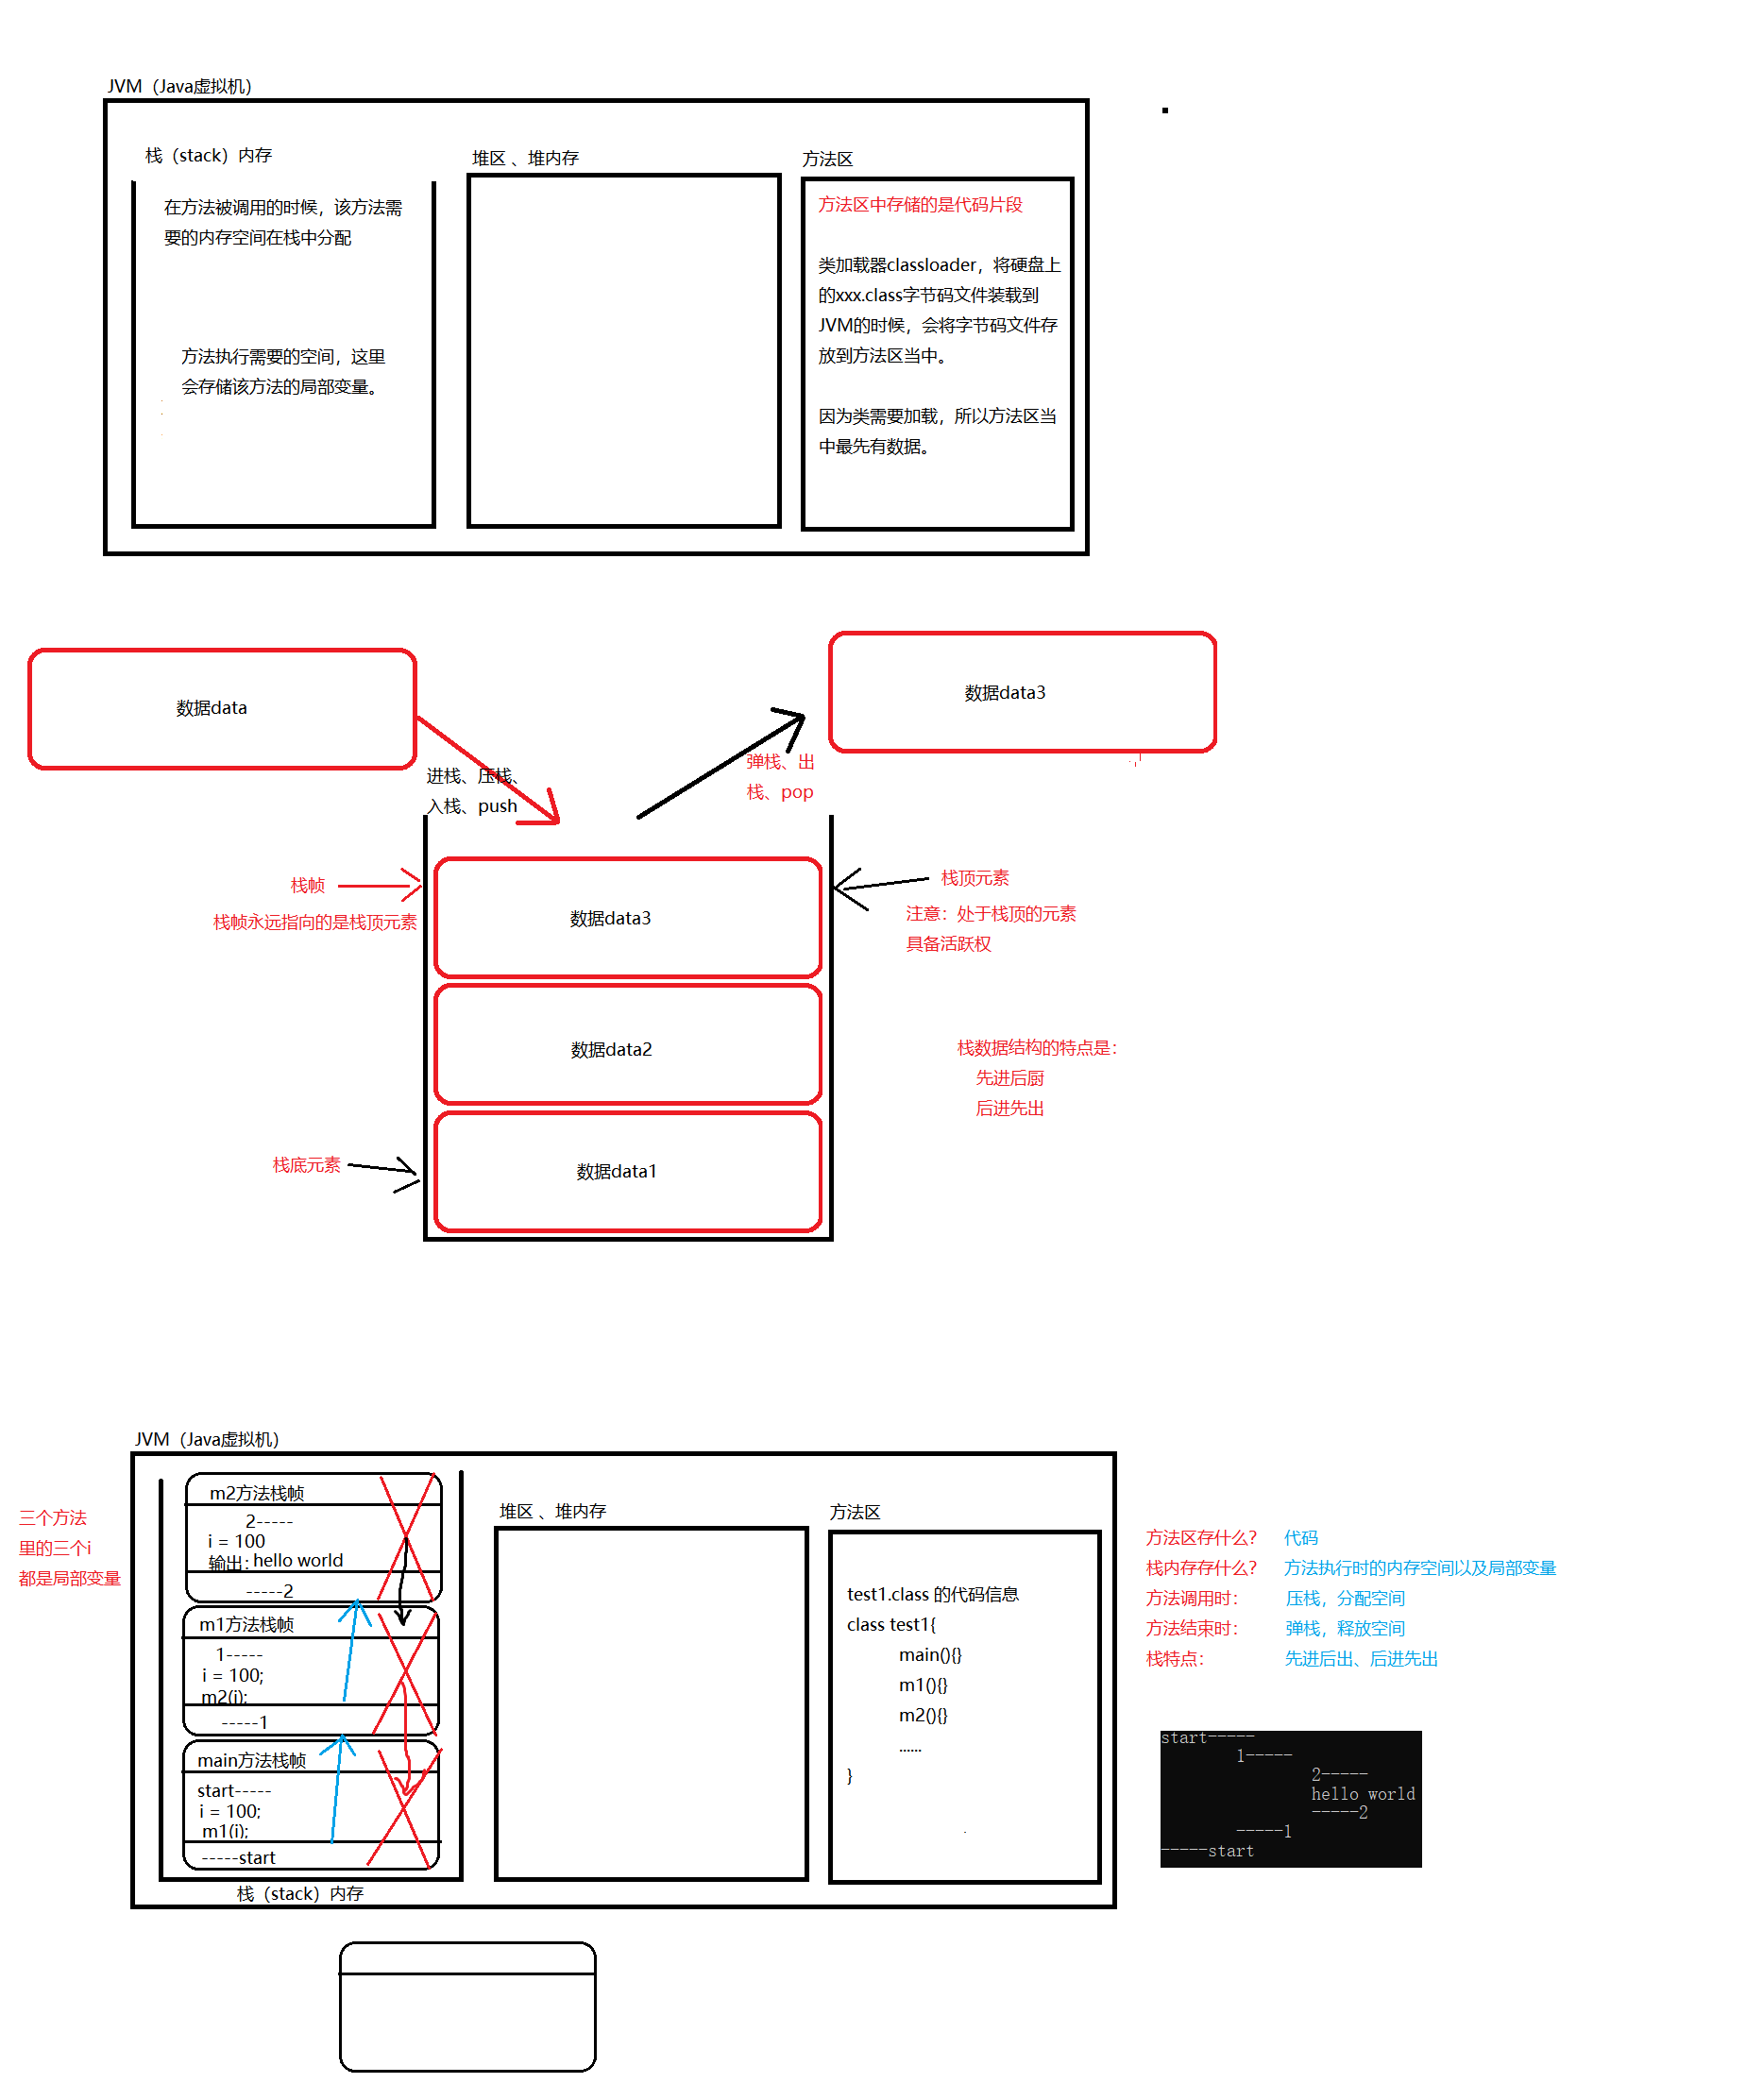 JVM（Java虚拟机）
栈（stack）内存
在方法被调用的时候，该方法需
要的内存空间在栈中分配
方法执行需要的空间，这里
会存储该方法的局部变量。
堆区 、堆内存
方法区
方法区中存储的是代码片段
类加载器classloader，将硬盘上
的xxx.class字节码文件装载到
JVM的时候，会将字节码文件存
放到方法区当中。
因为类需要加载，所以方法区当
中最先有数据。
数据data
数据data3
进栈、压栈、
入栈、push
弹栈、出
栈、pop
栈帧
栈帧永远指向的是栈顶元素
数据data3
栈顶元素
注意：处于栈顶的元素
具备活跃权
数据data2
栈数据结构的特点是：
先进后厨
后进先出
栈底元素
数据data1
JVM（Java虚拟机）
三个方法
里的三个i
都是局部变量
m2方法栈帧
2-----
i = 100
输出：hello world
-----2
m1方法栈帧
1-----
i = 100;
m2(i);
-----1
main方法栈帧
start-----
i = 100;
m1(i);
-----start
栈（stack）内存
堆区 、堆内存
方法区
test1.class 的代码信息
class test1{
main(){}
m1(){}
m2(){}
......
}
方法区存什么？ 代码
栈内存存什么？ 方法执行时的内存空间以及局部变量
方法调用时： 压栈，分配空间
方法结束时： 弹栈，释放空间
栈特点： 先进后出、后进先出
start-----
1-----
2-----
hello world
-----2
-----1
-----start